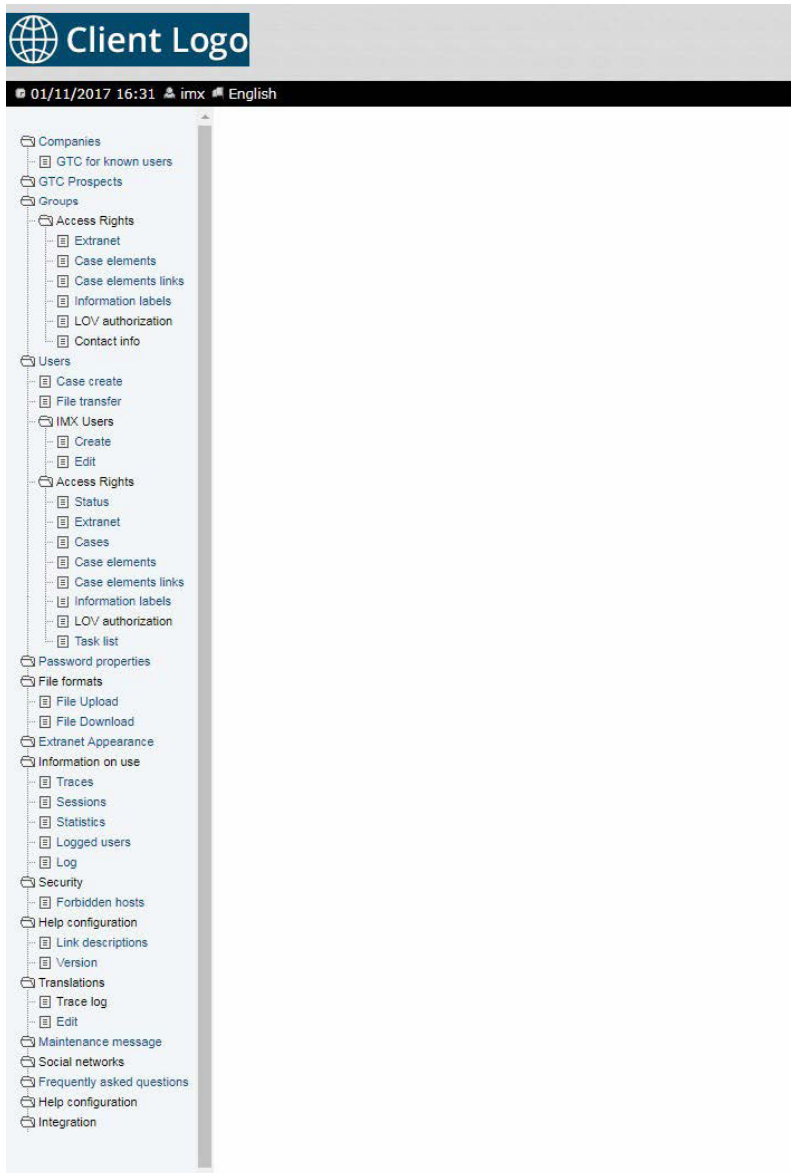 Client Logo
01/11/2017 16:31 imx English
Companies
GTC for known users
GTC Prospects
Groups
Access Rights
Extranet
Case elements
Case elements links
Information labels
LOV authorization
Contact info
Users
Case create
File transfer
IMX Users
Create
Edit
Access Rights
Status
Extranet
Cases
Case elements
Case elements links
Information labels
LOV authorization
Task list
Password properties
File formats
File Upload
File Download
Extranet Appearance
Information on use
Traces
Sessions
Statistics
Logged users
Log
Security
Forbidden hosts
Help configuration
Link descriptions
Version
Translations
Trace log
Edit
Maintenance message
Social networks
Frequently asked questions
Help configuration
Integration